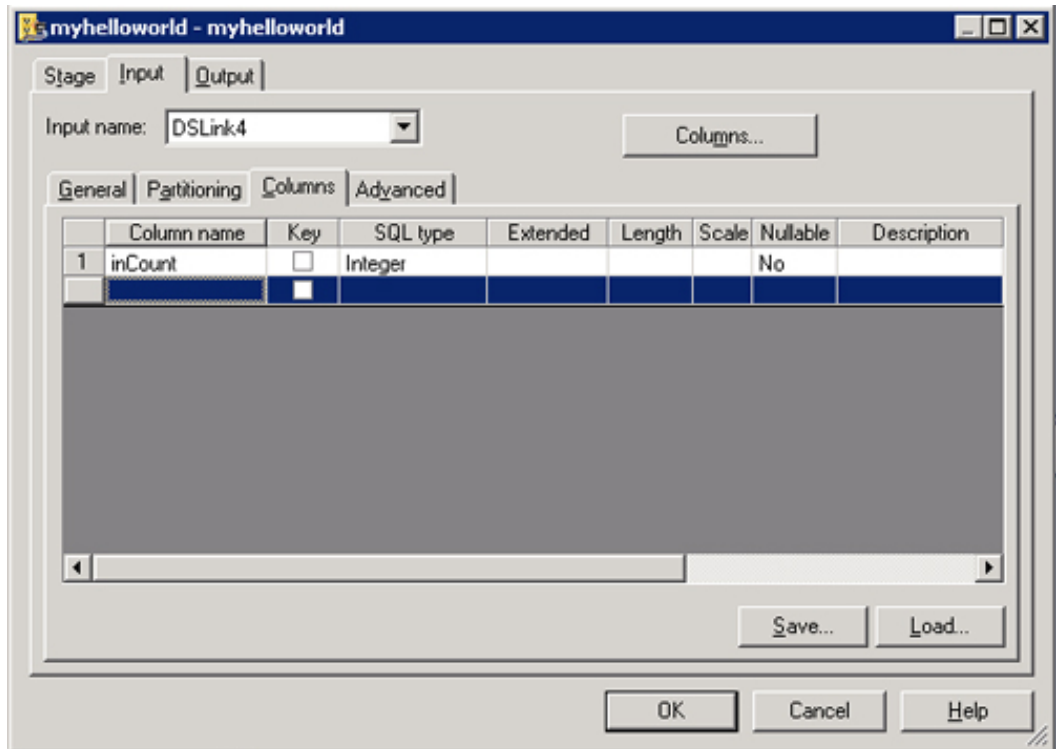 myhelloworld - myhelloworld
Stage Input Output
Input name: DSLink4 Columns...
General Partitioning Columns Advanced
Column name Key SQL type Extended Length Scale Nullable Description
1 inCount Integer No
Save... Load...
OK Cancel Help